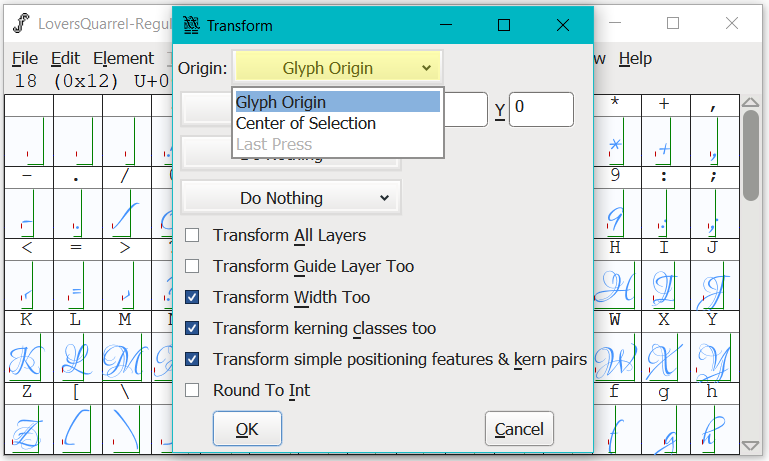 LoversQuarrel-Regul
Transform
File Edit Element
w Help
18 (0x12) U+0
Origin: Glyph Origin
Glyph Origin
Center of Selection
Last Press
Y 0
Do Nothing
Do Nothing
Transform All Layers
Transform Guide Layer Too
Transform Width Too
Transform kerning classes too
Transform simple positioning features & kern pairs
Round To Int
OK Cancel
* + ,
- . / 9 : ;
< = > H I J
K L M W X Y
Z [ \ f g h